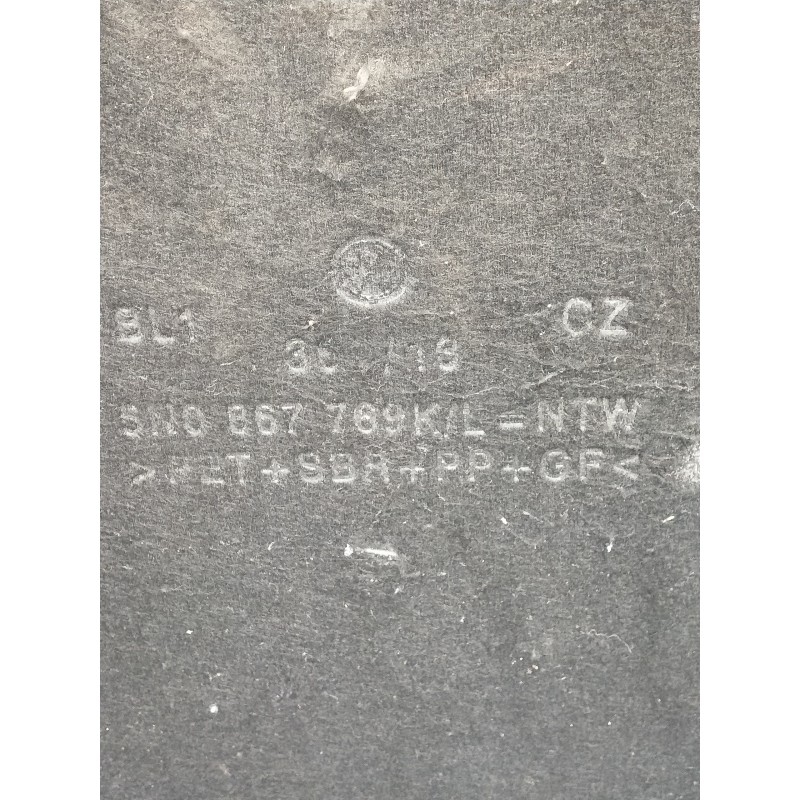 SL1 CZ
5N0 867 769K/L=NTW
>PET+SBR+PP+GF<